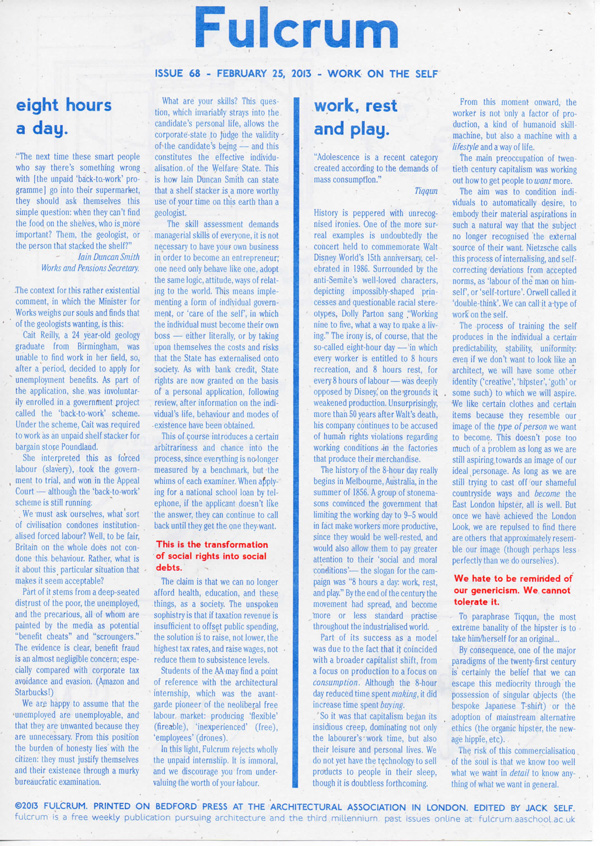 Fulcrum
ISSUE 68 - FEBRUARY 25, 2013 - WORK ON THE SELF
eight hours
a day.
"The next time these smart people
who say there's something wrong
with [the unpaid 'back-to-work' pro-
gramme] go into their supermarket,
they should ask themselves this
simple question: when they can't find
the food on the shelves, who is more
important? Them, the geologist, or
the person that stacked the shelf?"
Iain Duncan Smith
Works and Pensions Secretary.
The context for this rather existential
comment, in which the Minister for
Works weighs our souls and finds that
of the geologists wanting, is this:
Cait Reilly, a 24 year-old geology
graduate from Birmingham, was
unable to find work in her field, so,
after a period, decided to apply for
unemployment benefits. As part of
the application, she was involuntar-
ily enrolled in a government project
called the 'back-to-work' scheme.
Under the scheme, Cait was required
to work as an unpaid shelf stacker for
bargain store Poundland.
She interpreted this as forced
labour (slavery), took the govern-
ment to trial, and won in the Appeal
Court — although the 'back-to-work'
scheme is still running.
We must ask ourselves, what sort
of civilisation condones institution-
alised forced labour? Well, to be fair,
Britain on the whole does not con-
done this behaviour. Rather, what is
it about this particular situation that
makes it seem acceptable?
Part of it stems from a deep-seated
distrust of the poor, the unemployed,
and the precarious, all of whom are
painted by the media as potential
"benefit cheats" and "scroungers."
The evidence is clear, benefit fraud
is an almost negligible concern; espe-
cially compared with corporate tax
avoidance and evasion. (Amazon and
Starbucks!)
We are happy to assume that the
unemployed are unemployable, and
that they are unwanted because they
are unnecessary. From this position
the burden of honesty lies with the
citizen: they must justify themselves
and their existence through a murky
bureaucratic examination.
What are your skills? This ques-
tion, which invariably strays into the
candidate's personal life, allows the
corporate-state to judge the validity
of the candidate's being — and this
constitutes the effective individu-
alisation of the Welfare State. This
is how Iain Duncan Smith can state
that a shelf stacker is a more worthy
use of your time on this earth than a
geologist.
The skill assessment demands
managerial skills of everyone, it is not
necessary to have your own business
in order to become an entrepreneur;
one need only behave like one, adopt
the same logic, attitude, ways of relat-
ing to the world. This means imple-
menting a form of individual govern-
ment, or 'care of the self', in which
the individual must become their own
boss — either literally, or by taking
upon themselves the costs and risks
that the State has externalised onto
society. As with bank credit, State
rights are now granted on the basis
of a personal application, following
review, after information on the indi-
vidual's life, behaviour and modes of
existence have been obtained.
This of course introduces a certain
arbitrariness and chance into the
process, since everything is no-longer
measured by a benchmark, but the
whims of each examiner. When apply-
ing for a national school loan by tel-
ephone, if the applicant doesn't like
the answer, they can continue to call
back until they get the one they want.
This is the transformation
of social rights into social
debts.
The claim is that we can no longer
afford health, education, and these
things, as a society. The unspoken
sophistry is that if taxation revenue is
insufficient to offset public spending,
the solution is to raise, not lower, the
highest tax rates, and raise wages, not
reduce them to subsistence levels.
Students of the AA may find a point
of reference with the architectural
internship, which was the avant-
garde pioneer of the neoliberal free
labour market: producing 'flexible'
(fireable), 'inexperienced' (free),
'employees' (drones).
In this light, Fulcrum rejects wholly
the unpaid internship. It is immoral,
and we discourage you from under-
valuing the worth of your labour.
work, rest
and play.
"Adolescence is a recent category
created according to the demands of
mass consumption."
Tiqqun
History is peppered with unrecog-
nised ironies. One of the more sur-
real examples is undoubtedly the
concert held to commemorate Walt
Disney World's 15th anniversary, cel-
ebrated in 1986. Surrounded by the
anti-Semite's well-loved characters,
depicting impossibly-shaped prin-
cesses and questionable racial stere-
otypes, Dolly Parton sang "Working
nine to five, what a way to make a liv-
ing." The irony is, of course, that the
so-called eight-hour day — in which
every worker is entitled to 8 hours
recreation, and 8 hours rest, for
every 8 hours of labour — was deeply
opposed by Disney, on the grounds it
weakened production. Unsurprisingly,
more than 50 years after Walt's death,
his company continues to be accused
of human rights violations regarding
working conditions in the factories
that produce their merchandise.
The history of the 8-hour day really
begins in Melbourne, Australia, in the
summer of 1856. A group of stonema-
sons convinced the government that
limiting the working day to 9–5 would
in fact make workers more productive,
since they would be well-rested, and
would also allow them to pay greater
attention to their 'social and moral
conditions'— the slogan for the cam-
paign was "8 hours a day: work, rest,
and play." By the end of the century the
movement had spread, and become
more or less standard practise
throughout the industrialised world.
Part of its success as a model
was due to the fact that it coincided
with a broader capitalist shift, from
a focus on production to a focus on
consumption. Although the 8-hour
day reduced time spent making, it did
increase time spent buying.
So it was that capitalism began its
insidious creep, dominating not only
the labourer's work time, but also
their leisure and personal lives. We
do not yet have the technology to sell
products to people in their sleep,
though it is doubtless forthcoming.
From this moment onward, the
worker is not only a factor of pro-
duction, a kind of humanoid skill-
machine, but also a machine with a
lifestyle and a way of life.
The main preoccupation of twen-
tieth century capitalism was working
out how to get people to want more.
The aim was to condition indi-
viduals to automatically desire, to
embody their material aspirations in
such a natural way that the subject
no longer recognised the external
source of their want. Nietzsche calls
this process of internalising, and self-
correcting deviations from accepted
norms, as 'labour of the man on him-
self', or 'self-torture'. Orwell called it
'double-think'. We can call it a type of
work on the self.
The process of training the self
produces in the individual a certain
predictability, stability, uniformity:
even if we don't want to look like an
architect, we will have some other
identity ('creative', 'hipster', 'goth' or
some such) to which we will aspire.
We like certain clothes and certain
items because they resemble our
image of the type of person we want
to become. This doesn't pose too
much of a problem as long as we are
still aspiring towards an image of our
ideal personage. As long as we are
still trying to cast off our shameful
countryside ways and become the
East London hipster, all is well. But
once we have achieved the London
Look, we are repulsed to find there
are others that approximately resem-
ble our image (though perhaps less
perfectly than we do ourselves).
We hate to be reminded of
our genericism. We cannot
tolerate it.
To paraphrase Tiqqun, the most
extreme banality of the hipster is to
take him/herself for an original...
By consequence, one of the major
paradigms of the twenty-first century
is certainly the belief that we can
escape this mediocrity through the
possession of singular objects (the
bespoke Japanese T-shift) or the
adoption of mainstream alternative
ethics (the organic hipster, the new-
age hippie, etc).
The risk of this commercialisation
of the soul is that we know too well
what we want in detail to know any-
thing of what we want in general.
©2013 FULCRUM. PRINTED ON BEDFORD PRESS AT THE ARCHITECTURAL ASSOCIATION IN LONDON. EDITED BY JACK SELF.
fulcrum is a free weekly publication pursuing architecture and the third millennium. past issues online at fulcrum.aaschool.ac.uk